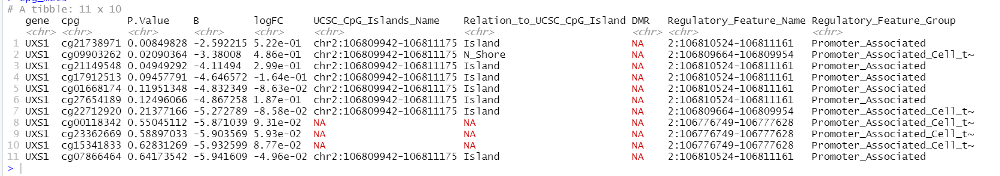 > cpg_mets
# A tibble: 11 x 10
gene cpg P.Value B logFC UCSC_CpG_Islands_Name Relation_to_UCSC_CpG_Island DMR Regulatory_Feature_Name Regulatory_Feature_Group
<chr> <chr> <chr> <chr> <chr> <chr> <chr> <chr> <chr> <chr>
1 UXS1 cg21738971 0.00849828 -2.592215 5.22e-01 chr2:106809942-106811175 Island NA 2:106810524-106811161 Promoter_Associated
2 UXS1 cg09903262 0.02090364 -3.38008 4.86e-01 chr2:106809942-106811175 N_Shore NA 2:106809664-106809954 Promoter_Associated_Cell_t~
3 UXS1 cg21149548 0.04949292 -4.11494 2.99e-01 chr2:106809942-106811175 Island NA 2:106810524-106811161 Promoter_Associated
4 UXS1 cg17912513 0.09457791 -4.646572 -1.64e-01 chr2:106809942-106811175 Island NA 2:106810524-106811161 Promoter_Associated
5 UXS1 cg01668174 0.11951348 -4.832349 -8.63e-02 chr2:106809942-106811175 Island NA 2:106810524-106811161 Promoter_Associated
6 UXS1 cg27654189 0.12496066 -4.867258 1.87e-01 chr2:106809942-106811175 Island NA 2:106810524-106811161 Promoter_Associated
7 UXS1 cg22712920 0.21377166 -5.272789 -8.58e-02 chr2:106809942-106811175 Island NA 2:106809664-106809954 Promoter_Associated_Cell_t~
8 UXS1 cg00118342 0.55045112 -5.871039 9.31e-02 NA NA NA 2:106776749-106777628 Promoter_Associated_Cell_t~
9 UXS1 cg23362669 0.58897033 -5.903569 5.93e-02 NA NA NA 2:106776749-106777628 Promoter_Associated_Cell_t~
10 UXS1 cg15341833 0.62831269 -5.932599 8.77e-02 NA NA NA 2:106776749-106777628 Promoter_Associated_Cell_t~
11 UXS1 cg07866464 0.64173542 -5.941609 -4.96e-02 chr2:106809942-106811175 Island NA 2:106810524-106811161 Promoter_Associated
>